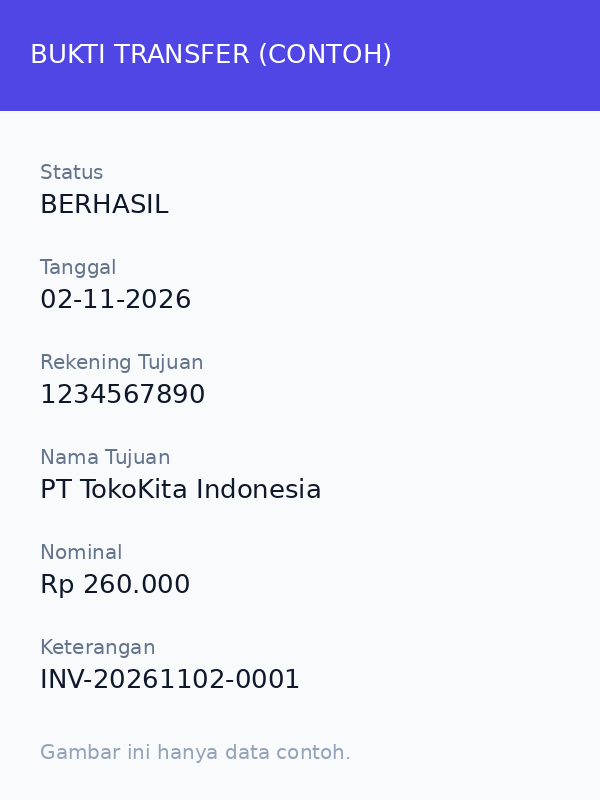 BUKTI TRANSFER (CONTOH)
Status
BERHASIL
Tanggal
02-11-2026
Rekening Tujuan
1234567890
Nama Tujuan
PT TokoKita Indonesia
Nominal
Rp 260.000
Keterangan
INV-20261102-0001
Gambar ini hanya data contoh.